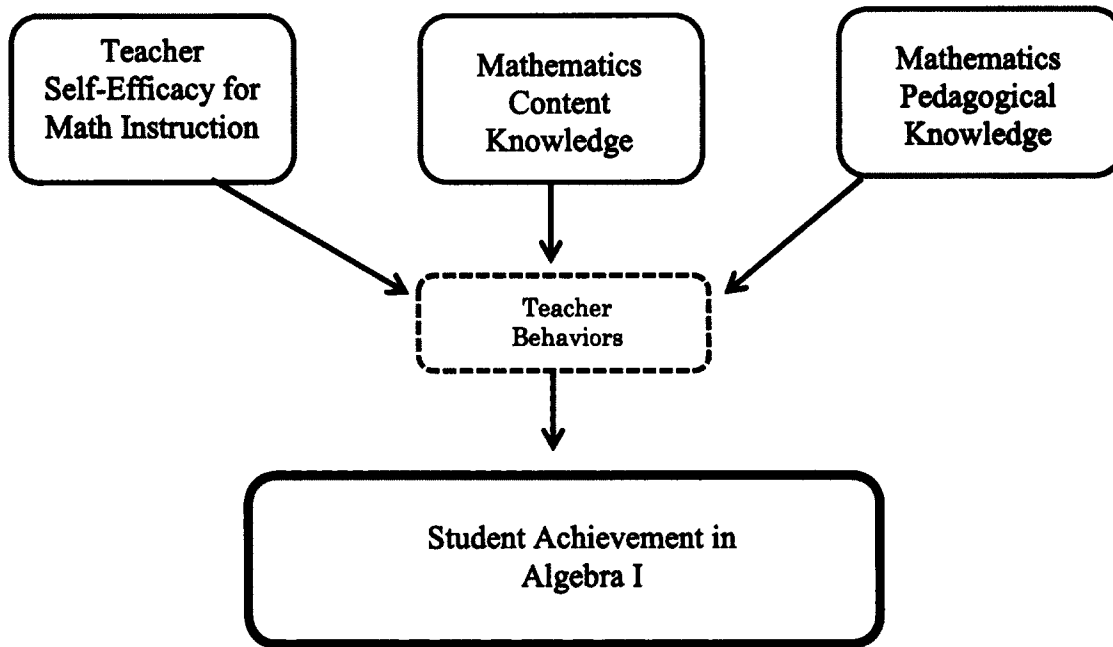 Teacher
Self-Efficacy for
Math Instruction
Mathematics
Content
Knowledge
Mathematics
Pedagogical
Knowledge
Teacher
Behaviors
Student Achievement in
Algebra I